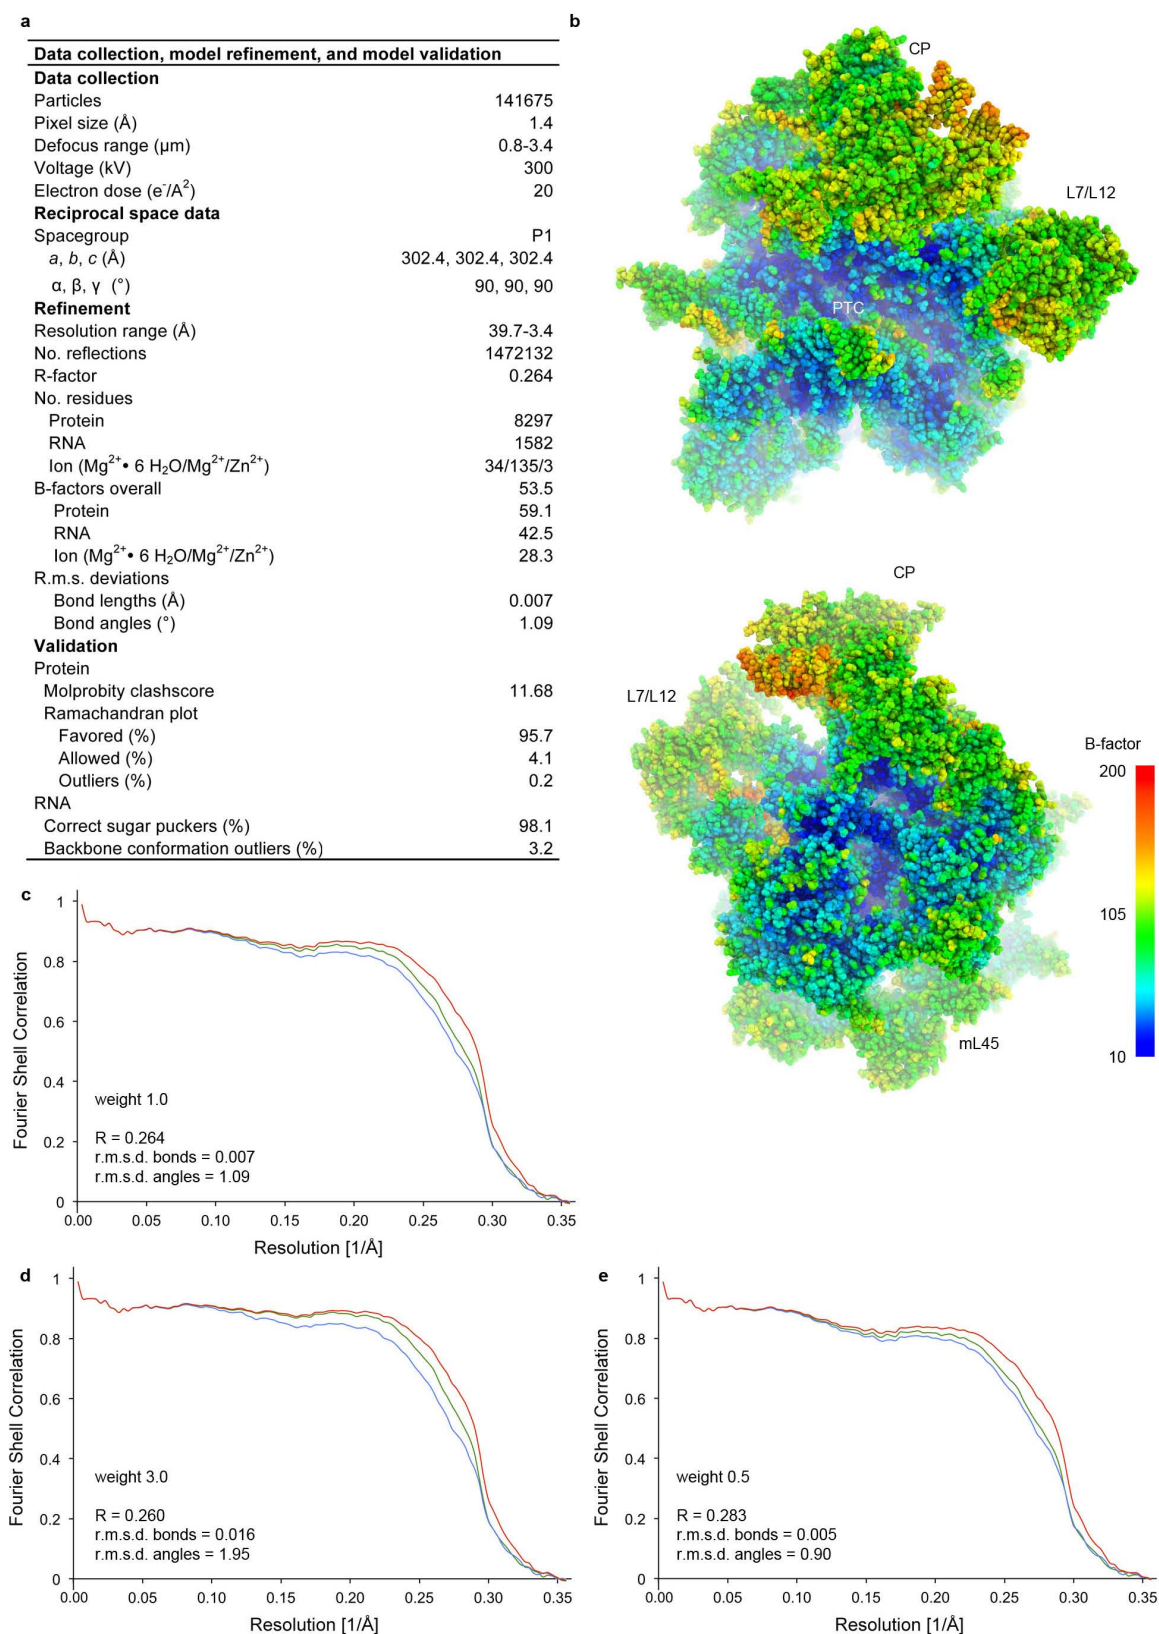 a
Data collection, model refinement, and model validation
Data collection
Particles 141675
Pixel size (Å) 1.4
Defocus range (µm) 0.8-3.4
Voltage (kV) 300
Electron dose (e⁻/A²) 20
Reciprocal space data
Spacegroup P1
a, b, c (Å) 302.4, 302.4, 302.4
α, β, γ (°) 90, 90, 90
Refinement
Resolution range (Å) 39.7-3.4
No. reflections 1472132
R-factor 0.264
No. residues
Protein 8297
RNA 1582
Ion (Mg²⁺• 6 H₂O/Mg²⁺/Zn²⁺) 34/135/3
B-factors overall 53.5
Protein 59.1
RNA 42.5
Ion (Mg²⁺• 6 H₂O/Mg²⁺/Zn²⁺) 28.3
R.m.s. deviations
Bond lengths (Å) 0.007
Bond angles (°) 1.09
Validation
Protein
Molprobity clashscore 11.68
Ramachandran plot
Favored (%) 95.7
Allowed (%) 4.1
Outliers (%) 0.2
RNA
Correct sugar puckers (%) 98.1
Backbone conformation outliers (%) 3.2
b
CP
L7/L12
PTC
CP
L7/L12
mL45
B-factor
200
105
10
c
Fourier Shell Correlation
1
0.8
0.6
0.4
0.2
0
weight 1.0
R = 0.264
r.m.s.d. bonds = 0.007
r.m.s.d. angles = 1.09
0.00 0.05 0.10 0.15 0.20 0.25 0.30 0.35
Resolution [1/Å]
d
Fourier Shell Correlation
1
0.8
0.6
0.4
0.2
0
weight 3.0
R = 0.260
r.m.s.d. bonds = 0.016
r.m.s.d. angles = 1.95
0.00 0.05 0.10 0.15 0.20 0.25 0.30 0.35
Resolution [1/Å]
e
Fourier Shell Correlation
1
0.8
0.6
0.4
0.2
0
weight 0.5
R = 0.283
r.m.s.d. bonds = 0.005
r.m.s.d. angles = 0.90
0.00 0.05 0.10 0.15 0.20 0.25 0.30 0.35
Resolution [1/Å]